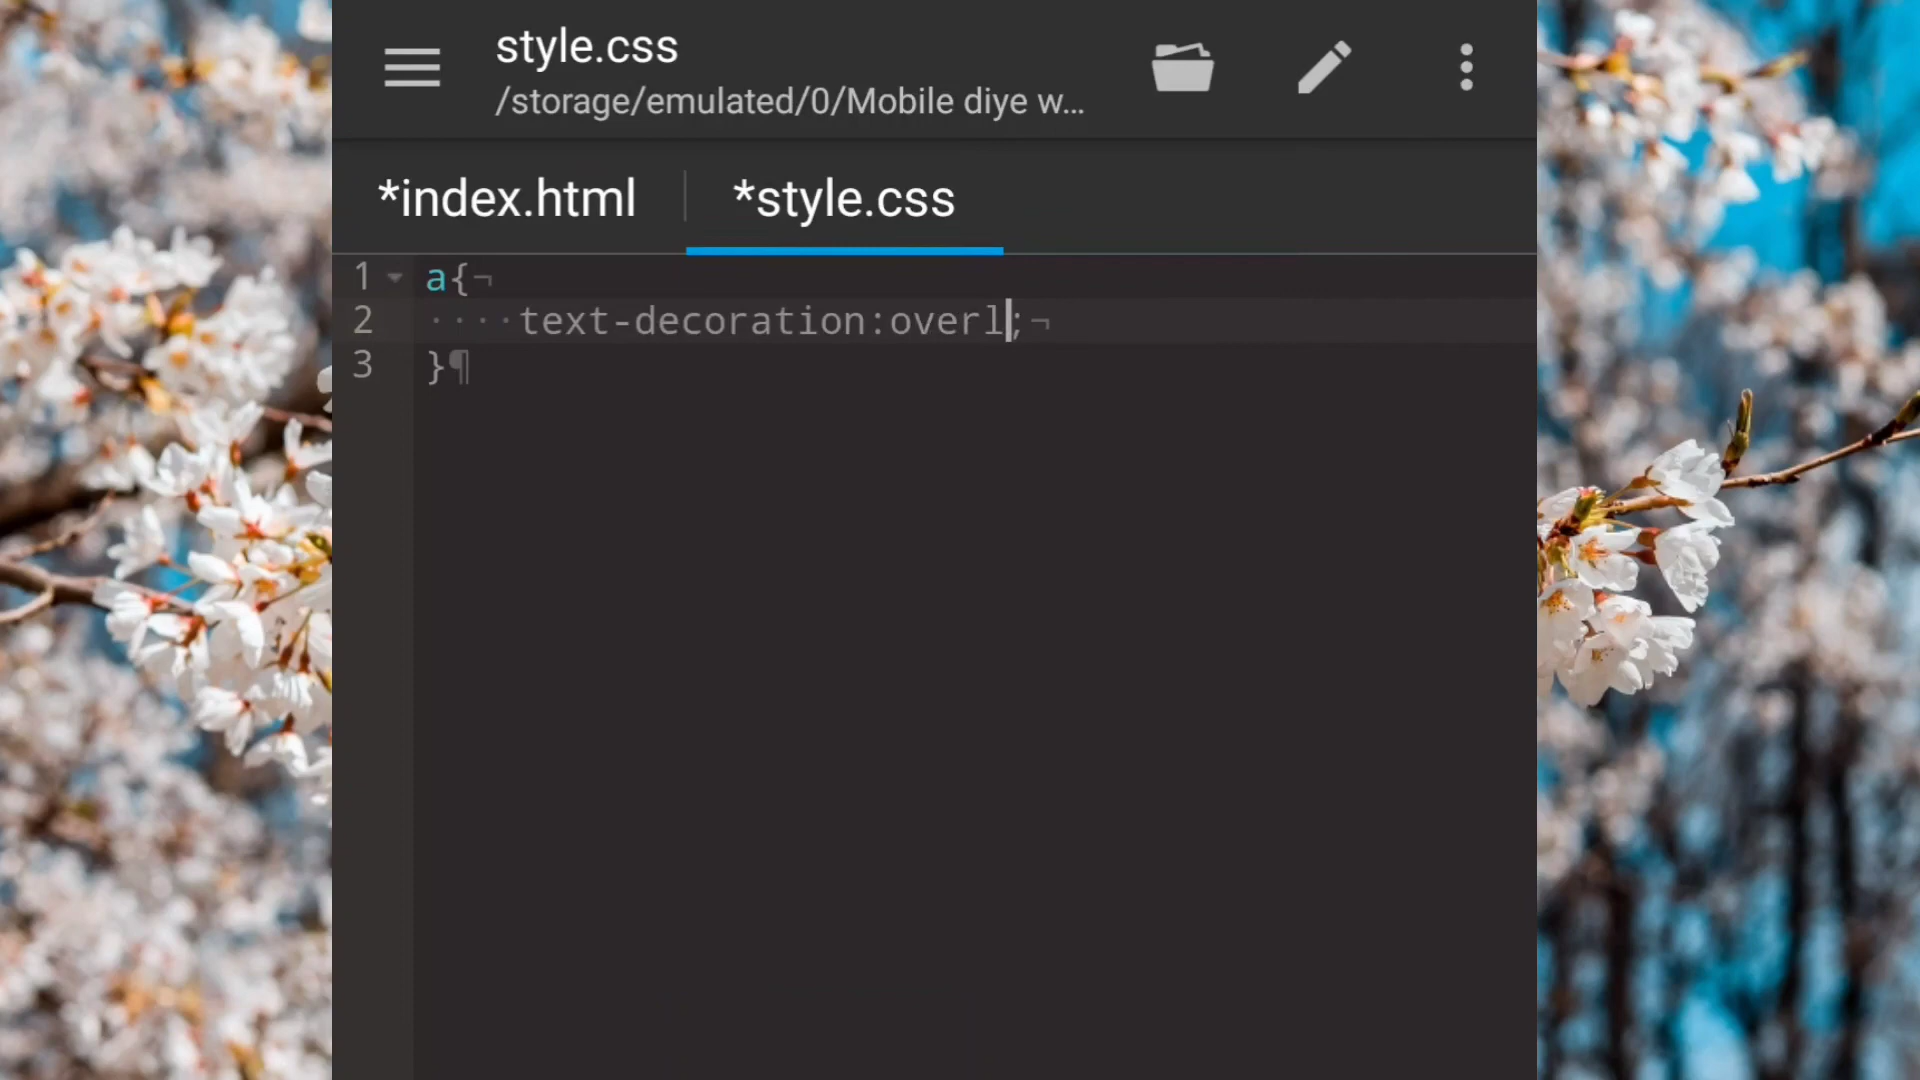 style.css
/storage/emulated/0/Mobile diye w...
*index.html
*style.css
1 a{¬
2 ····text-decoration:overl;¬
3 }¶